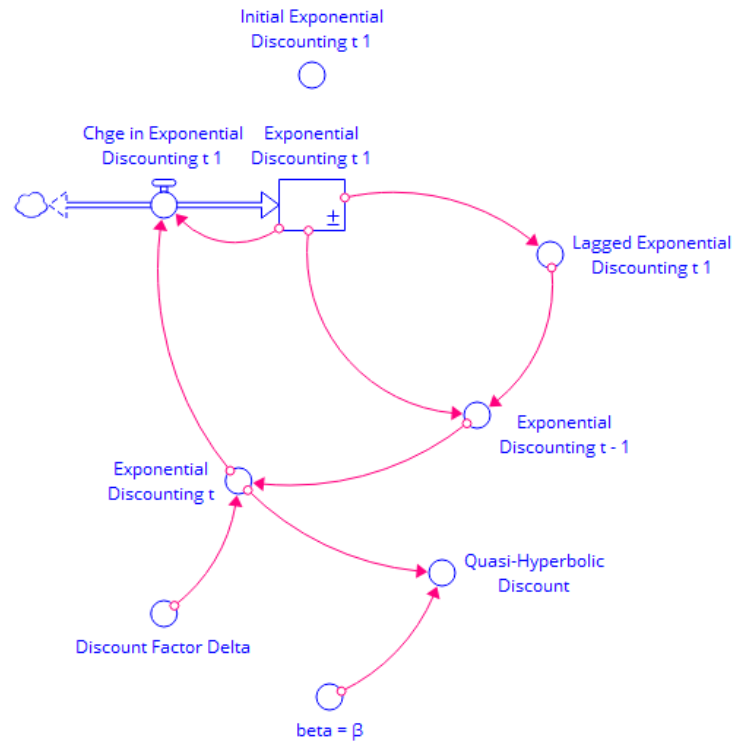 Initial Exponential
Discounting t 1
Chge in Exponential
Discounting t 1
Exponential
Discounting t 1
±
Lagged Exponential
Discounting t 1
Exponential
Discounting t - 1
Exponential
Discounting t
Quasi-Hyperbolic
Discount
Discount Factor Delta
beta = β